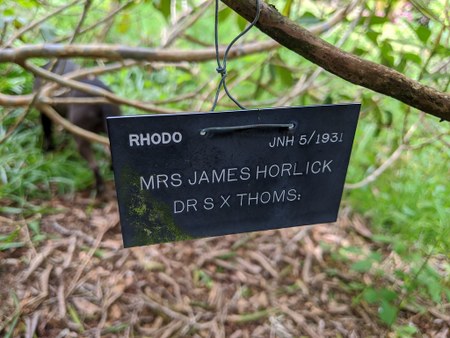 RHODO JNH 5/1931
MRS JAMES HORLICK
DR S X THOMS: